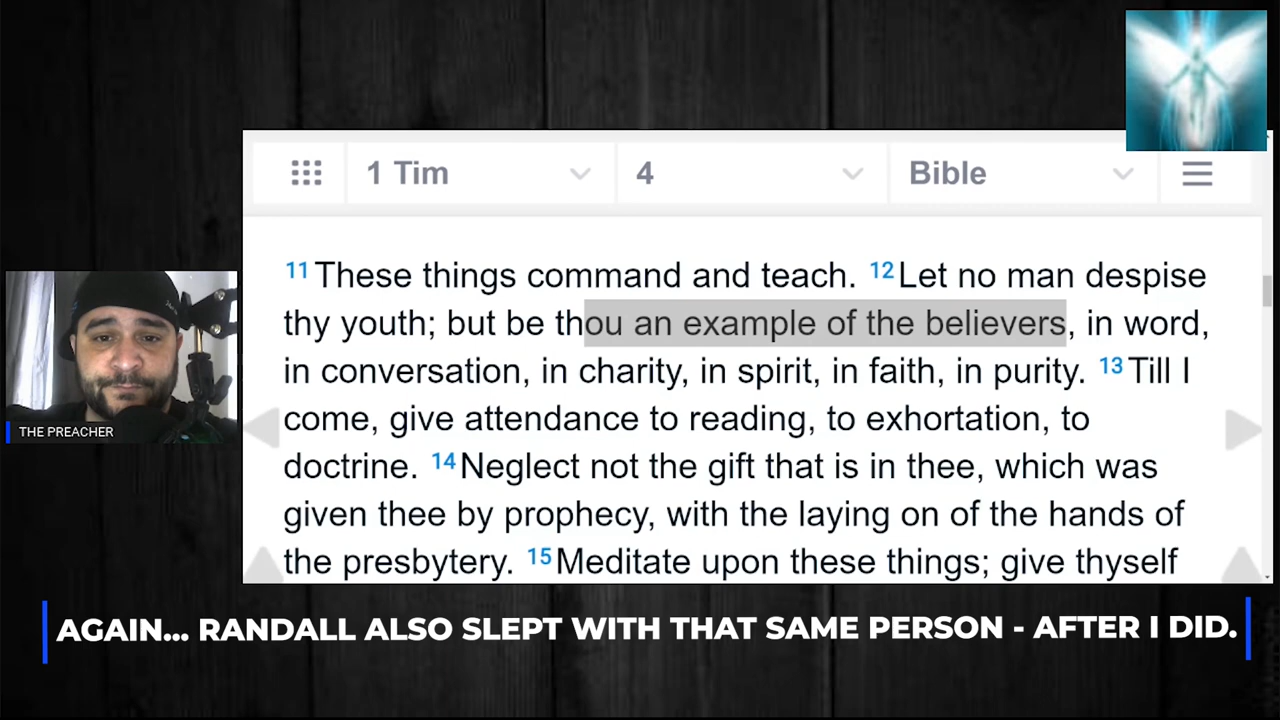 1 Tim 4 Bible
11 These things command and teach. 12 Let no man despise
thy youth; but be thou an example of the believers, in word,
in conversation, in charity, in spirit, in faith, in purity. 13 Till I
come, give attendance to reading, to exhortation, to
doctrine. 14 Neglect not the gift that is in thee, which was
given thee by prophecy, with the laying on of the hands of
the presbytery. 15 Meditate upon these things; give thyself
THE PREACHER
AGAIN... RANDALL ALSO SLEPT WITH THAT SAME PERSON - AFTER I DID.